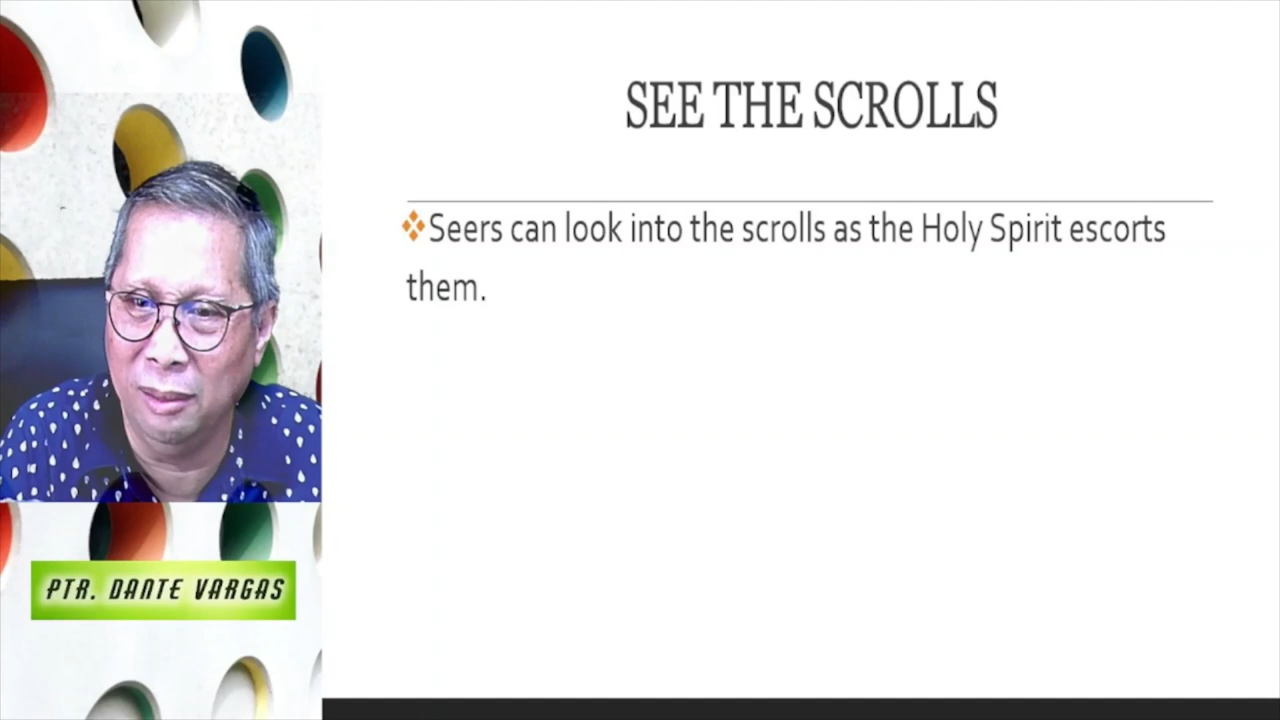 SEE THE SCROLLS
❖Seers can look into the scrolls as the Holy Spirit escorts
them.
PTR. DANTE VARGAS